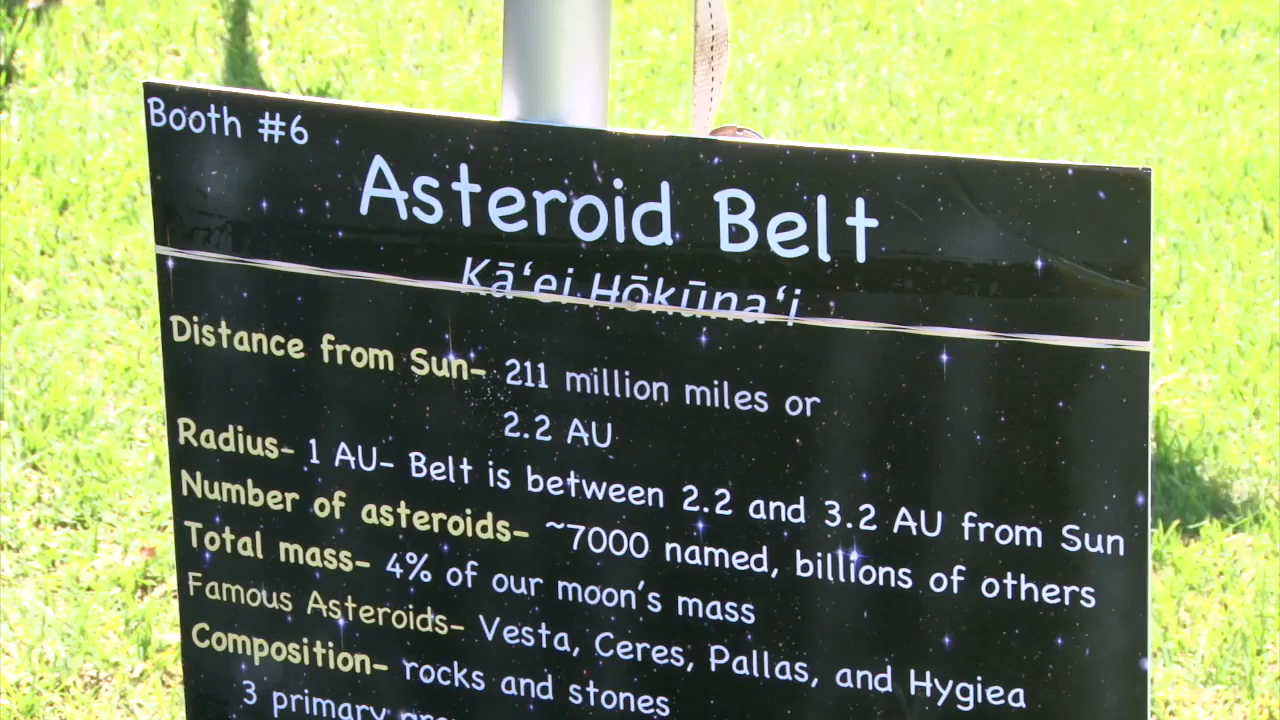 Booth #6
Asteroid Belt
Kāʻei Hōkūnaʻi
Distance from Sun- 211 million miles or
2.2 AU
Radius- 1 AU- Belt is between 2.2 and 3.2 AU from Sun
Number of asteroids- ~7000 named, billions of others
Total mass- 4% of our moon's mass
Famous Asteroids- Vesta, Ceres, Pallas, and Hygiea
Composition- rocks and stones
3 primary